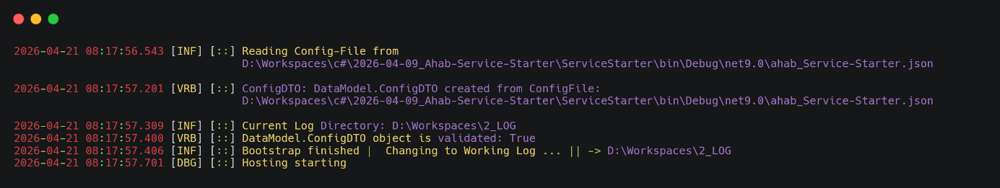 2026-04-21 08:17:56.543 [INF] [::] Reading Config-File from
D:\Workspaces\c#\2026-04-09_Ahab-Service-Starter\ServiceStarter\bin\Debug\net9.0\ahab_Service-Starter.json
2026-04-21 08:17:57.201 [VRB] [::] ConfigDTO: DataModel.ConfigDTO created from ConfigFile:
D:\Workspaces\c#\2026-04-09_Ahab-Service-Starter\ServiceStarter\bin\Debug\net9.0\ahab_Service-Starter.json
2026-04-21 08:17:57.309 [INF] [::] Current Log Directory: D:\Workspaces\2_LOG
2026-04-21 08:17:57.400 [VRB] [::] DataModel.ConfigDTO object is validated: True
2026-04-21 08:17:57.406 [INF] [::] Bootstrap finished |  Changing to Working Log ... || -> D:\Workspaces\2_LOG
2026-04-21 08:17:57.701 [DBG] [::] Hosting starting